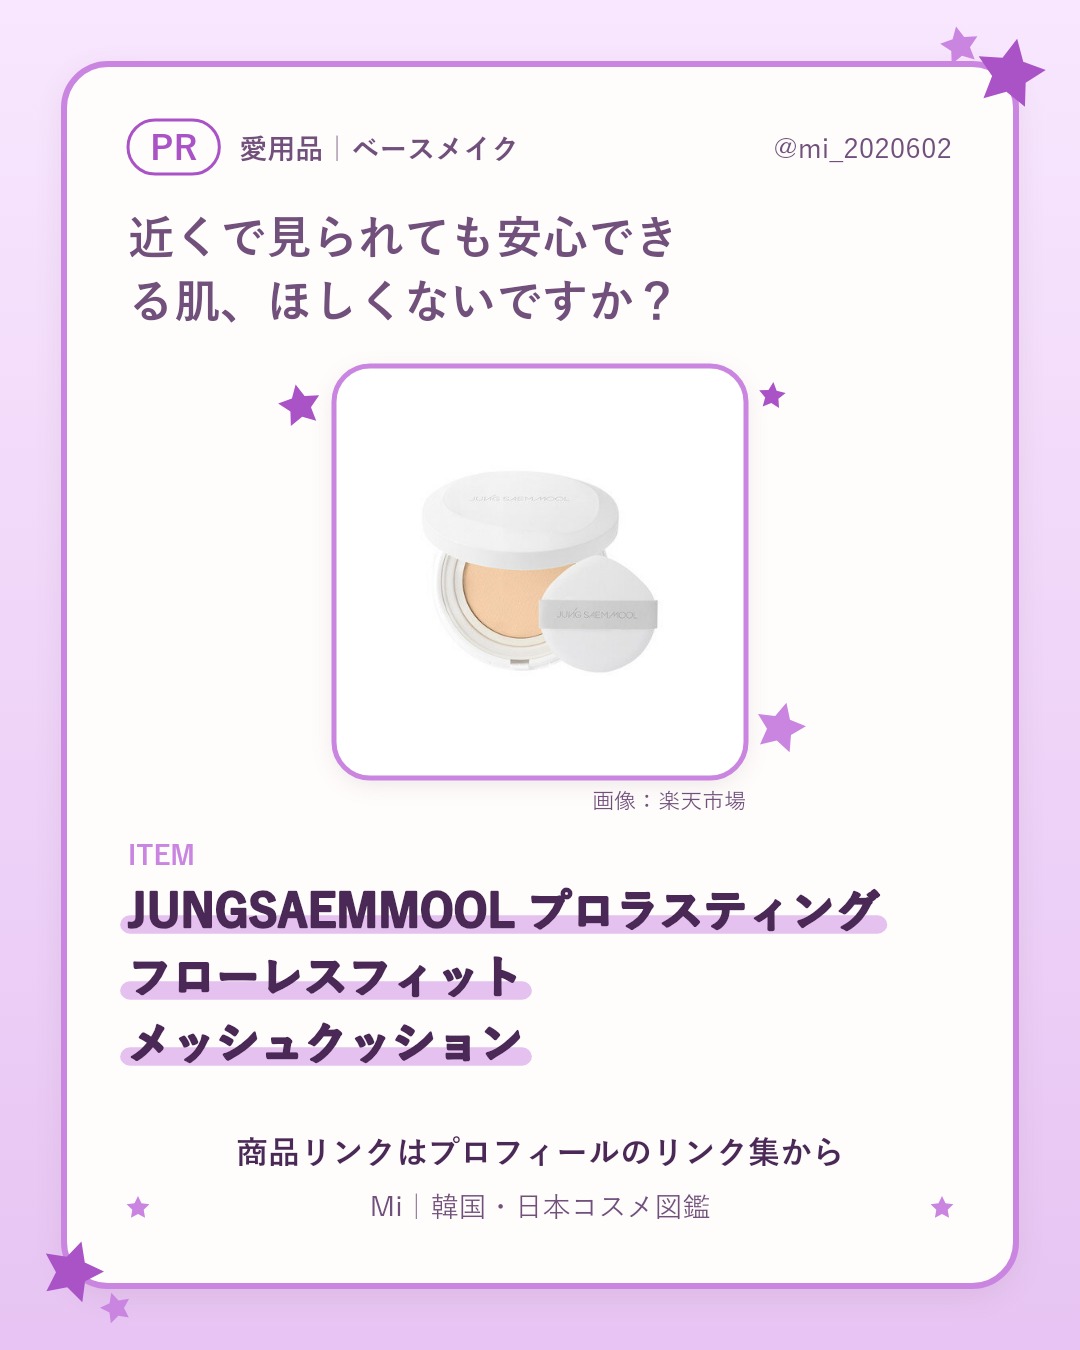 PR 愛用品｜ベースメイク @mi_2020602
近くで見られても安心でき
る肌、ほしくないですか？
JUNG SAEMMOOL
JUNG SAEMMOOL
画像：楽天市場
ITEM
JUNGSAEMMOOL プロラスティング
フローレスフィット
メッシュクッション
商品リンクはプロフィールのリンク集から
Mi｜韓国・日本コスメ図鑑